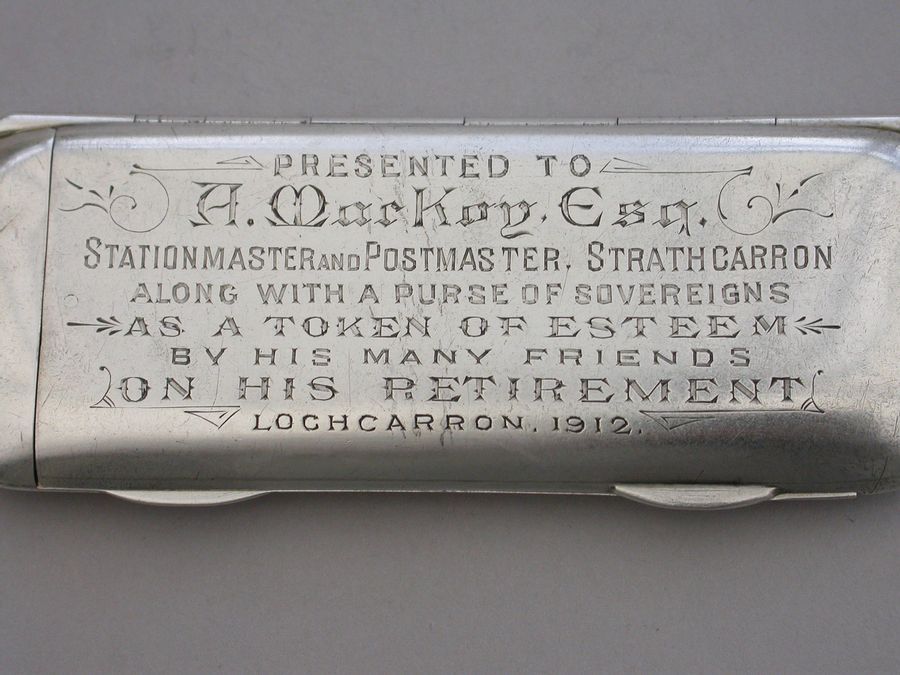 PRESENTED TO
A. MacKoy. Esq.
STATIONMASTER AND POSTMASTER, STRATHCARRON
ALONG WITH A PURSE OF SOVEREIGNS
AS A TOKEN OF ESTEEM
BY HIS MANY FRIENDS
ON HIS RETIREMENT
LOCHCARRON. 1912.